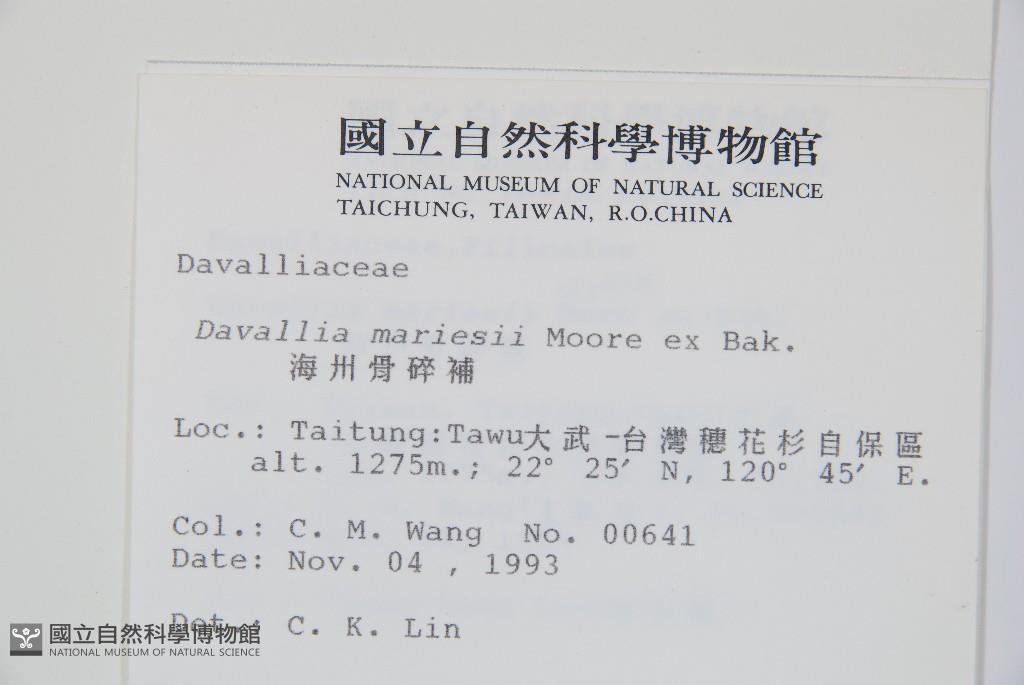 國立自然科學博物館
NATIONAL MUSEUM OF NATURAL SCIENCE
TAICHUNG, TAIWAN, R.O.CHINA
Davalliaceae
Davallia mariesii Moore ex Bak.
海州骨碎補
Loc.: Taitung:Tawu大武-台灣穗花杉自保區
alt. 1275m.; 22° 25′ N, 120° 45′ E.
Col.: C. M. Wang No. 00641
Date: Nov. 04 , 1993
Det.: C. K. Lin
國立自然科學博物館
NATIONAL MUSEUM OF NATURAL SCIENCE